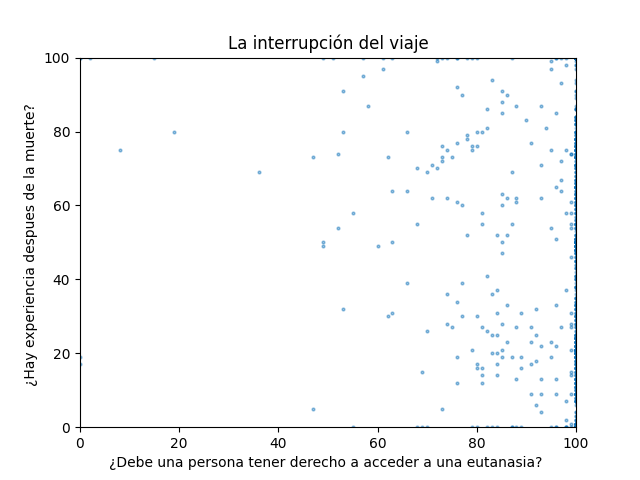 La interrupción del viaje
100
80
60
40
20
0
¿Hay experiencia despues de la muerte?
0 20 40 60 80 100
¿Debe una persona tener derecho a acceder a una eutanasia?